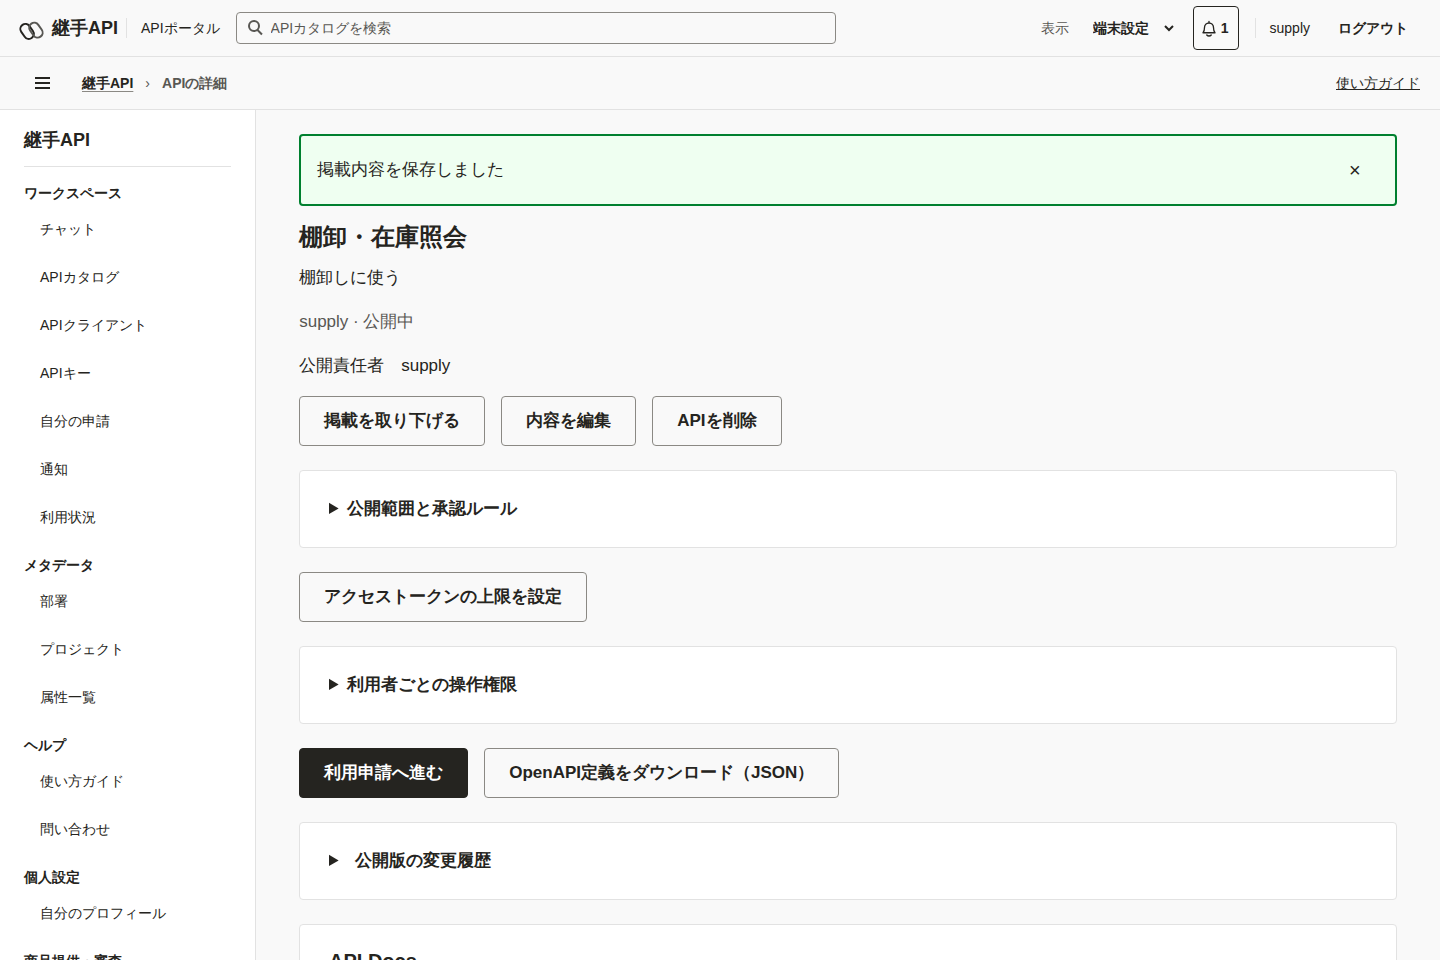 継手API
APIポータル
APIカタログを検索
表示
端末設定
1
supply
ログアウト
継手API › APIの詳細
使い方ガイド
継手API
ワークスペース
チャット
APIカタログ
APIクライアント
APIキー
自分の申請
通知
利用状況
メタデータ
部署
プロジェクト
属性一覧
ヘルプ
使い方ガイド
問い合わせ
個人設定
自分のプロフィール
商品提供・審査
掲載内容を保存しました
×
棚卸・在庫照会
棚卸しに使う
supply · 公開中
公開責任者 supply
掲載を取り下げる
内容を編集
APIを削除
公開範囲と承認ルール
アクセストークンの上限を設定
利用者ごとの操作権限
利用申請へ進む
OpenAPI定義をダウンロード（JSON）
公開版の変更履歴
API Docs